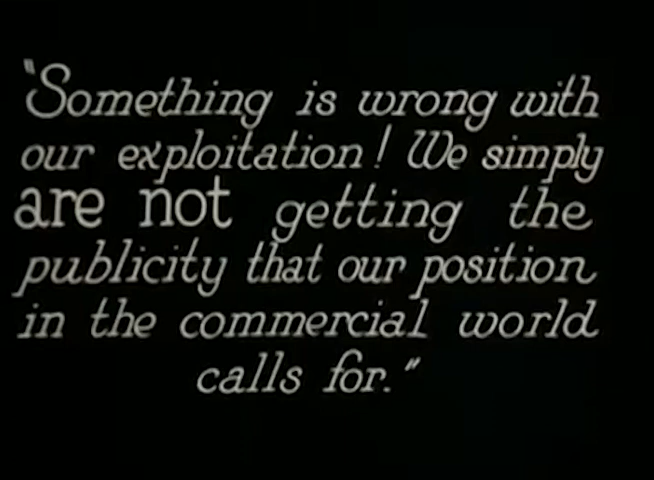 "Something is wrong with
our exploitation! We simply
are not getting the
publicity that our position
in the commercial world
calls for."